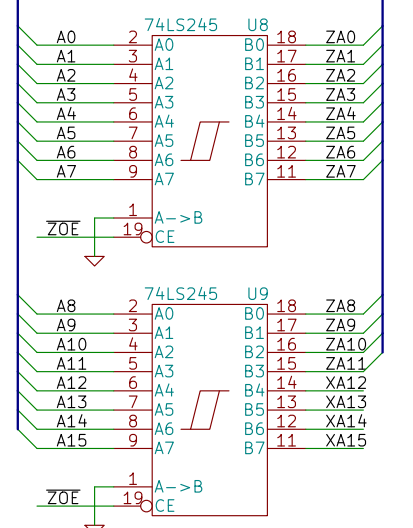 74LS245 U8
A0 2 A0 B0 18 ZA0
A1 3 A1 B1 17 ZA1
A2 4 A2 B2 16 ZA2
A3 5 A3 B3 15 ZA3
A4 6 A4 B4 14 ZA4
A5 7 A5 B5 13 ZA5
A6 8 A6 B6 12 ZA6
A7 9 A7 B7 11 ZA7
1 A->B
ZOE 19 CE
74LS245 U9
A8 2 A0 B0 18 ZA8
A9 3 A1 B1 17 ZA9
A10 4 A2 B2 16 ZA10
A11 5 A3 B3 15 ZA11
A12 6 A4 B4 14 XA12
A13 7 A5 B5 13 XA13
A14 8 A6 B6 12 XA14
A15 9 A7 B7 11 XA15
1 A->B
ZOE 19 CE